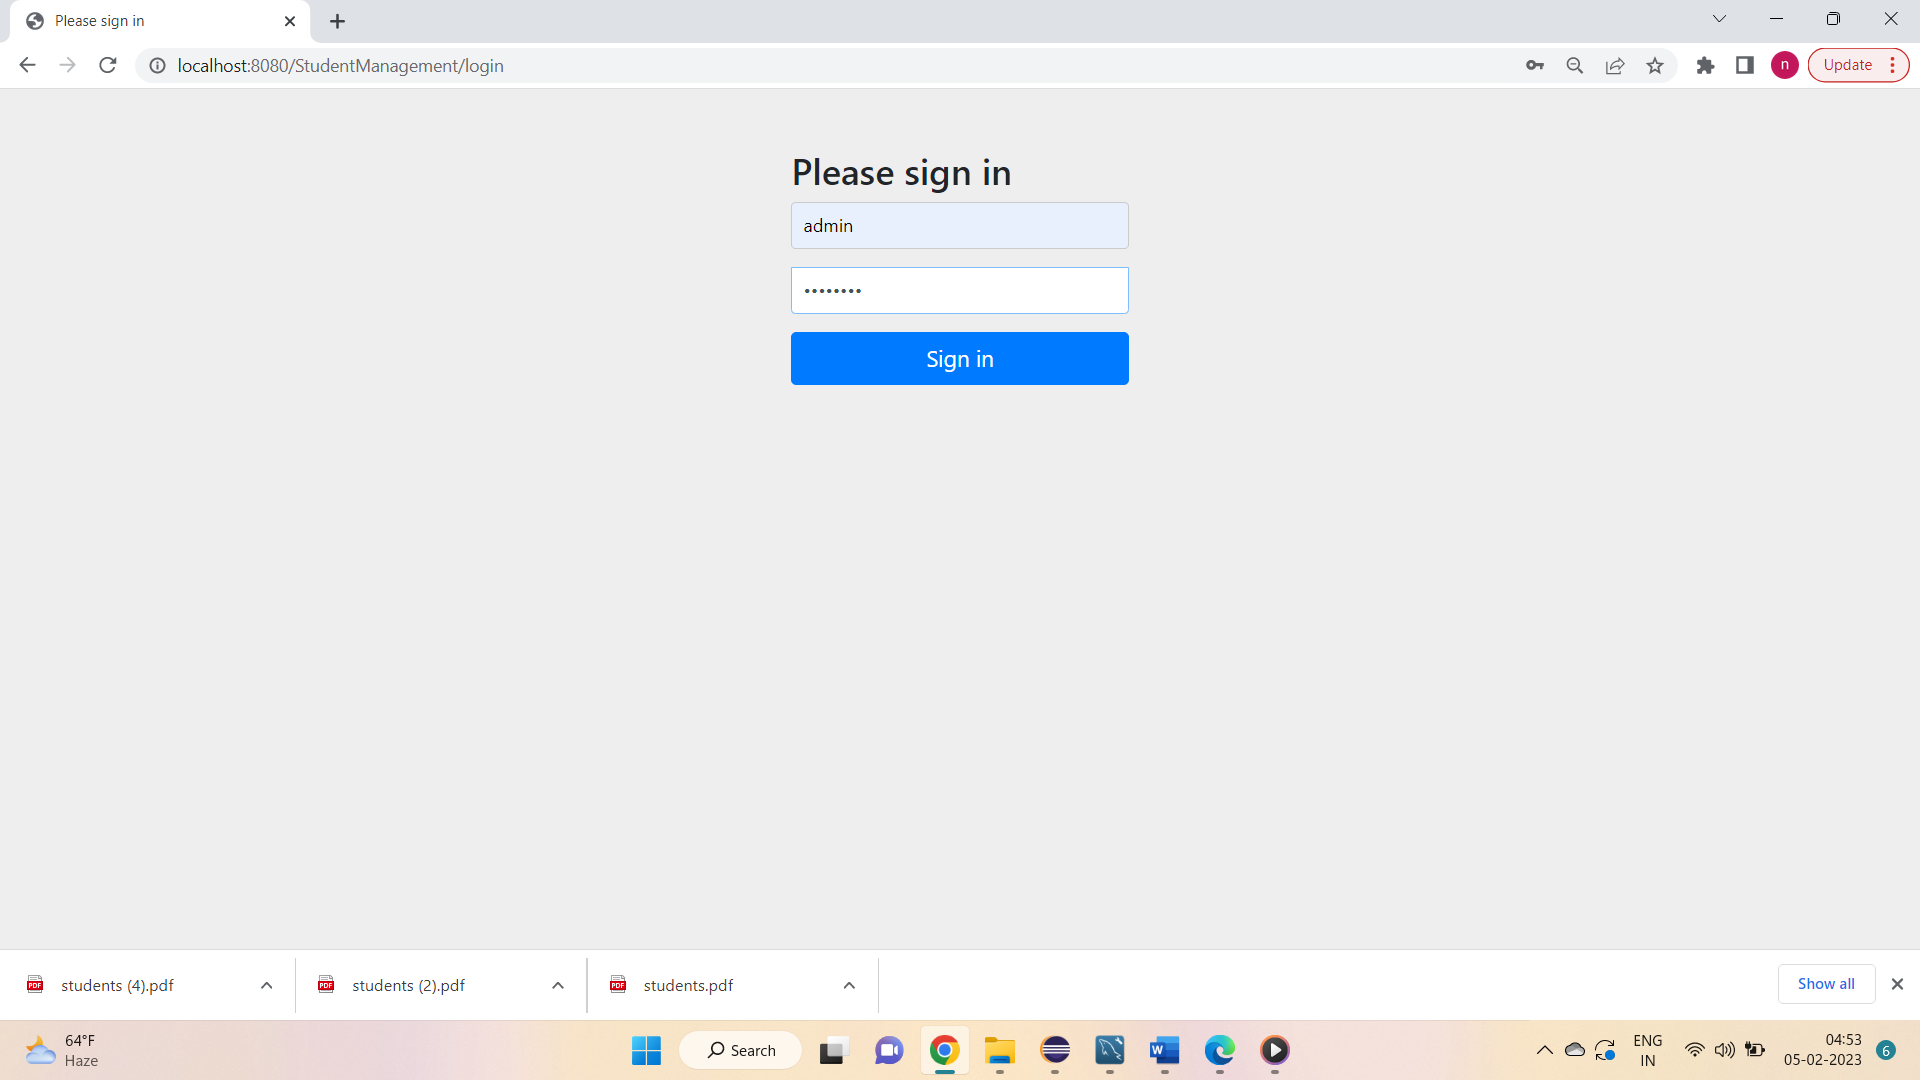 Please sign in
localhost:8080/StudentManagement/login
n
Update
Please sign in
admin
••••••••
Sign in
students (4).pdf
students (2).pdf
students.pdf
Show all
64°F
Haze
Search
ENG
IN
04:53
05-02-2023
6